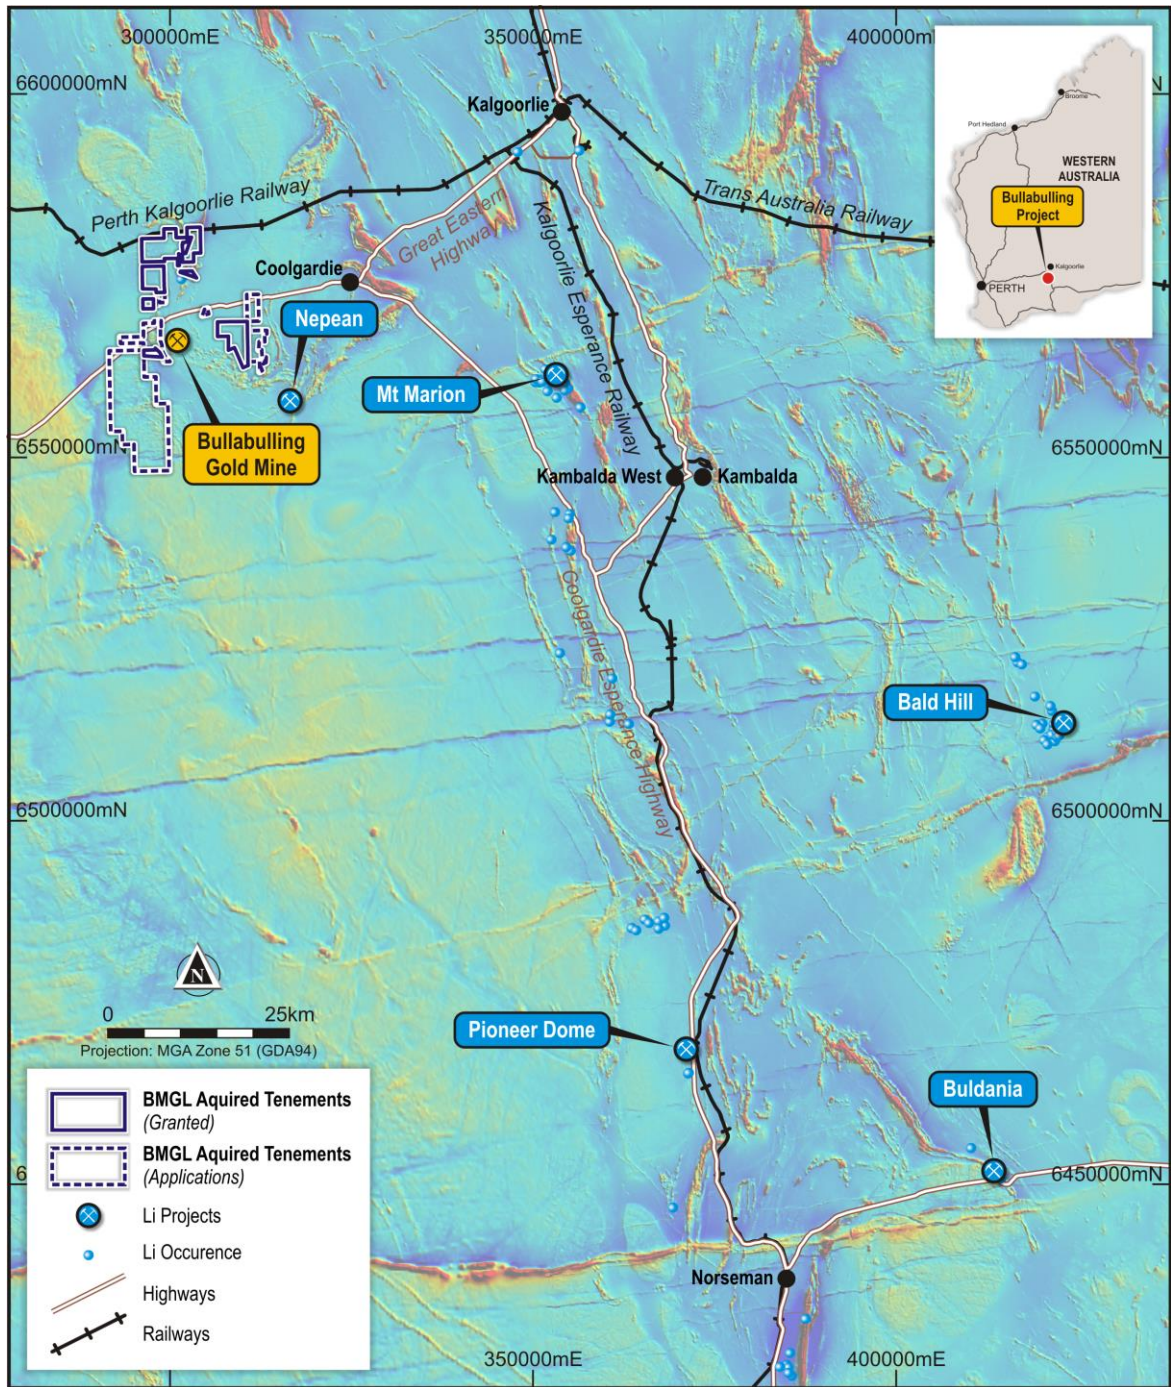 300000mE
350000mE
400000m
6600000mN
6600000mN
Kalgoorlie
Broome
Port Hedland
WESTERN
AUSTRALIA
Bullabulling
Project
Kalgoorlie
PERTH
Perth Kalgoorlie Railway
Great Eastern
Highway
Kalgoorlie Esperance Railway
Trans Australia Railway
Coolgardie
Nepean
Mt Marion
Bullabulling
Gold Mine
6550000mN
6550000mN
Kambalda West
Kambalda
Coolgardie Esperance Highway
Bald Hill
6500000mN
6500000mN
N
0
25km
Projection: MGA Zone 51 (GDA94)
Pioneer Dome
Buldania
BMGL Aquired Tenements
(Granted)
BMGL Aquired Tenements
(Applications)
Li Projects
Li Occurence
Highways
Railways
6
6450000mN
Norseman
350000mE
400000mE